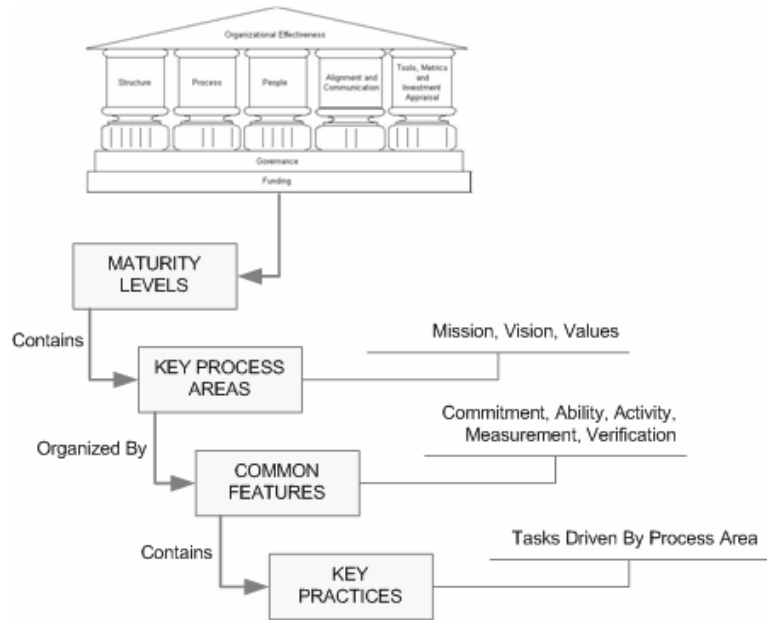 Organizational Effectiveness
Structure
Process
People
Alignment and
Communication
Tools, Metrics
and
Investment
Appraisal
Governance
Funding
MATURITY
LEVELS
Contains
Mission, Vision, Values
KEY PROCESS
AREAS
Commitment, Ability, Activity,
Measurement, Verification
Organized By
COMMON
FEATURES
Tasks Driven By Process Area
Contains
KEY
PRACTICES